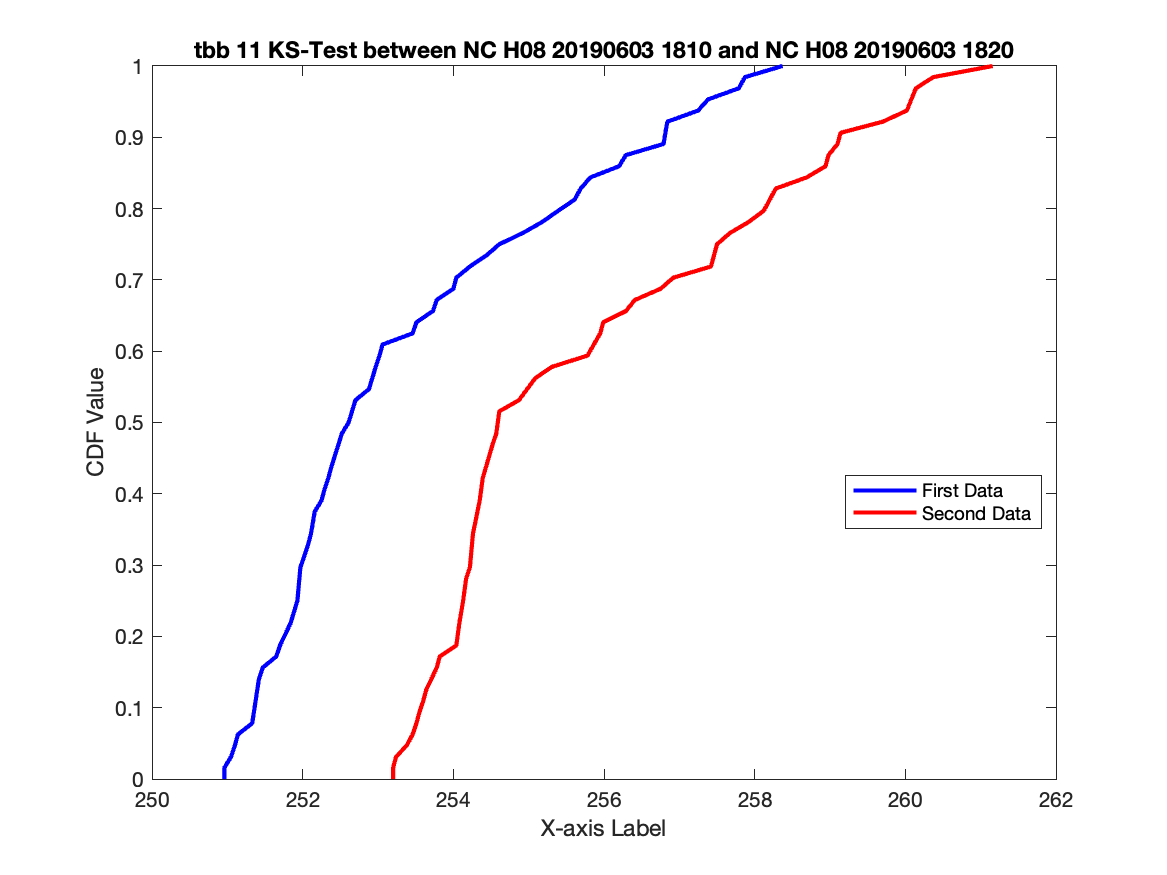 tbb 11 KS-Test between NC H08 20190603 1810 and NC H08 20190603 1820
1
0.9
0.8
0.7
0.6
0.5
0.4
0.3
0.2
0.1
0
CDF Value
First Data
Second Data
250 252 254 256 258 260 262
X-axis Label